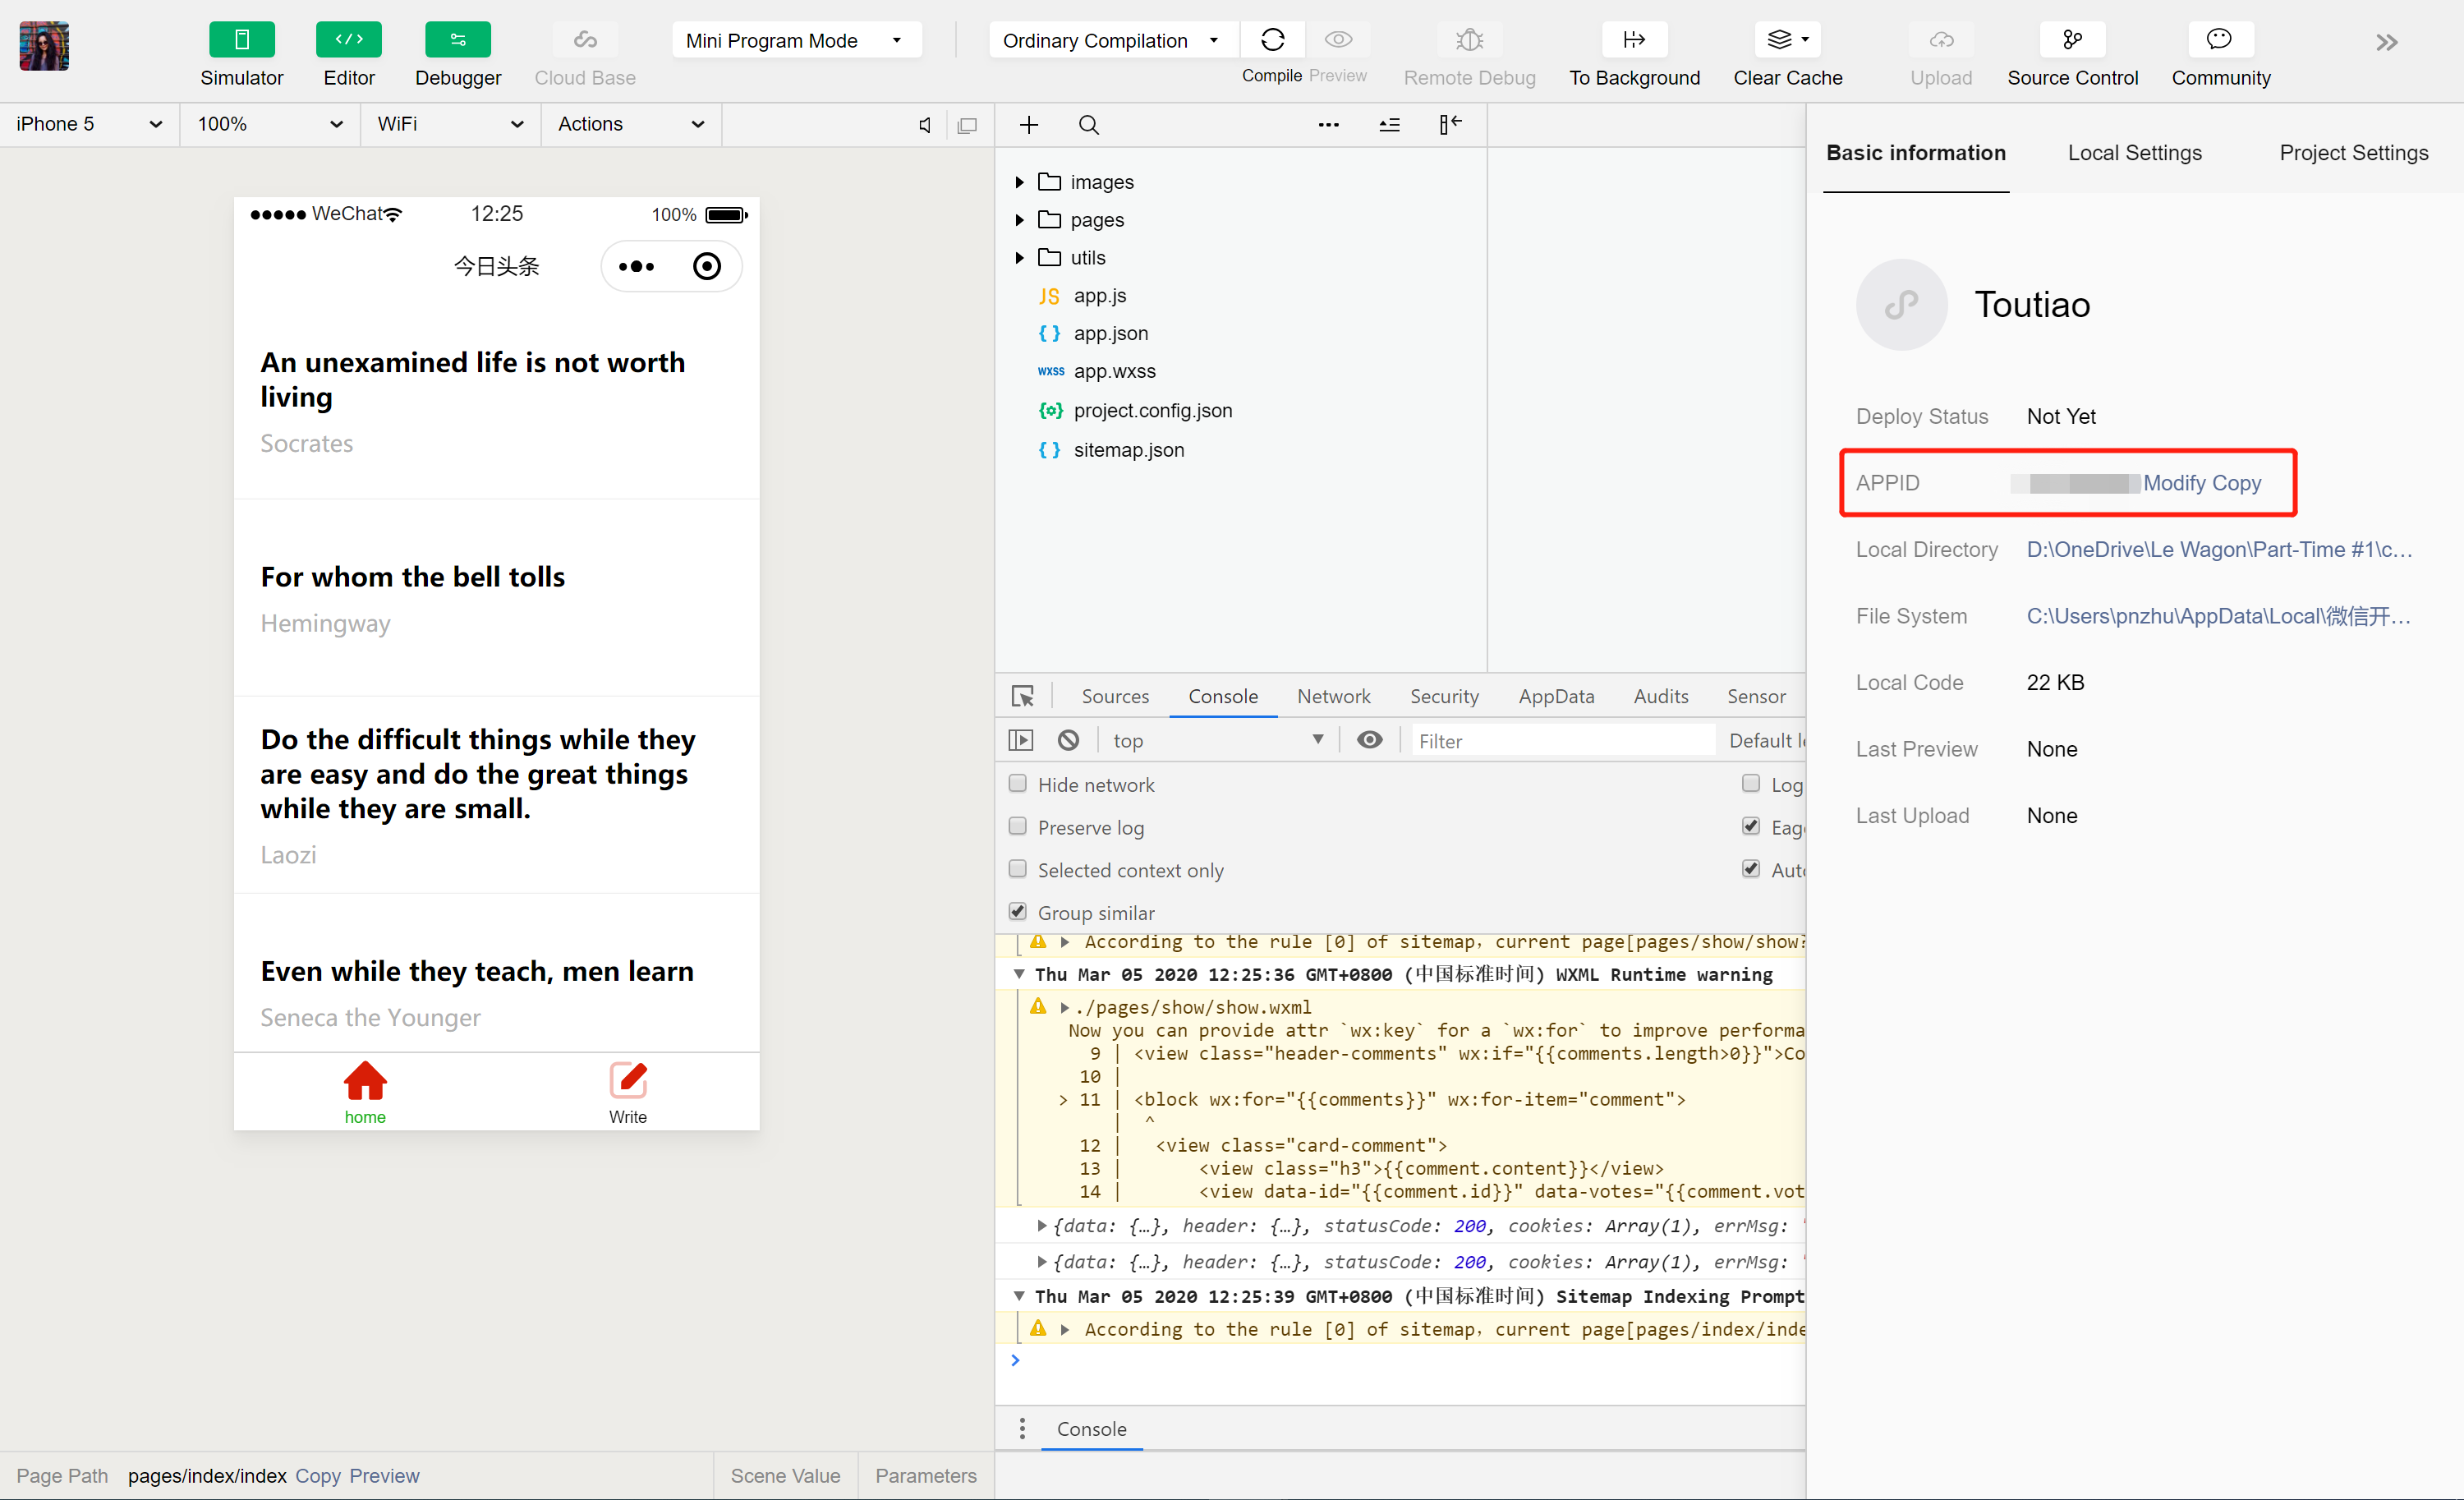 Simulator
Editor
Debugger
Cloud Base
Mini Program Mode
Ordinary Compilation
Compile
Preview
Remote Debug
To Background
Clear Cache
Upload
Source Control
Community
iPhone 5
100%
WiFi
Actions
WeChat
12:25
100%
今日头条
An unexamined life is not worth
living
Socrates
For whom the bell tolls
Hemingway
Do the difficult things while they
are easy and do the great things
while they are small.
Laozi
Even while they teach, men learn
Seneca the Younger
home
Write
Page Path pages/index/index Copy Preview
Scene Value
Parameters
images
pages
utils
JS app.js
{ } app.json
wxss app.wxss
project.config.json
{ } sitemap.json
Sources
Console
Network
Security
AppData
Audits
Sensor
top
Filter
Default l
Hide network
Log
Preserve log
Eag
Selected context only
Aut
Group similar
According to the rule [0] of sitemap, current page[pages/show/show
Thu Mar 05 2020 12:25:36 GMT+0800 (中国标准时间) WXML Runtime warning
./pages/show/show.wxml
Now you can provide attr `wx:key` for a `wx:for` to improve performa
9 | <view class="header-comments" wx:if="{{comments.length>0}}">Co
10 |
> 11 | <block wx:for="{{comments}}" wx:for-item="comment">
| ^
12 | <view class="card-comment">
13 | <view class="h3">{{comment.content}}</view>
14 | <view data-id="{{comment.id}}" data-votes="{{comment.vot
{data: {…}, header: {…}, statusCode: 200, cookies: Array(1), errMsg: "
{data: {…}, header: {…}, statusCode: 200, cookies: Array(1), errMsg: "
Thu Mar 05 2020 12:25:39 GMT+0800 (中国标准时间) Sitemap Indexing Prompt
According to the rule [0] of sitemap, current page[pages/index/inde
>
Console
Basic information
Local Settings
Project Settings
Toutiao
Deploy Status Not Yet
APPID Modify Copy
Local Directory D:\OneDrive\Le Wagon\Part-Time #1\c...
File System C:\Users\pnzhu\AppData\Local\微信开...
Local Code 22 KB
Last Preview None
Last Upload None